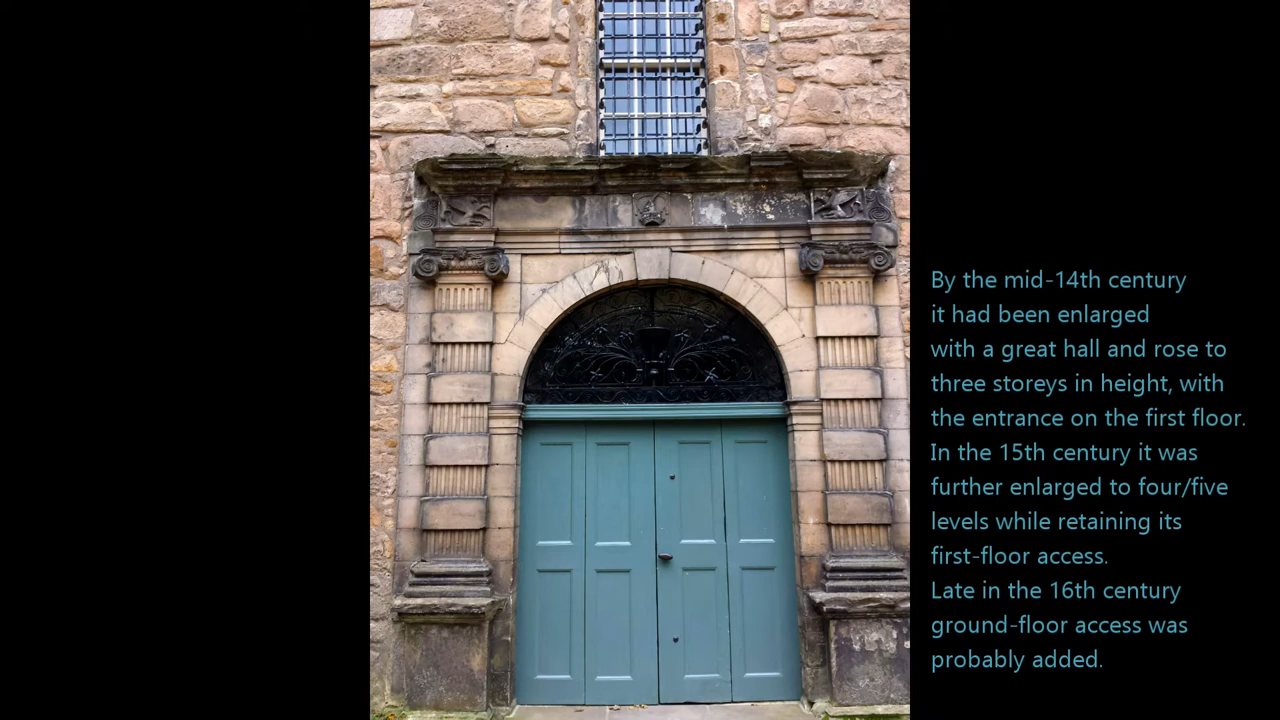 By the mid-14th century
it had been enlarged
with a great hall and rose to
three storeys in height, with
the entrance on the first floor.
In the 15th century it was
further enlarged to four/five
levels while retaining its
first-floor access.
Late in the 16th century
ground-floor access was
probably added.